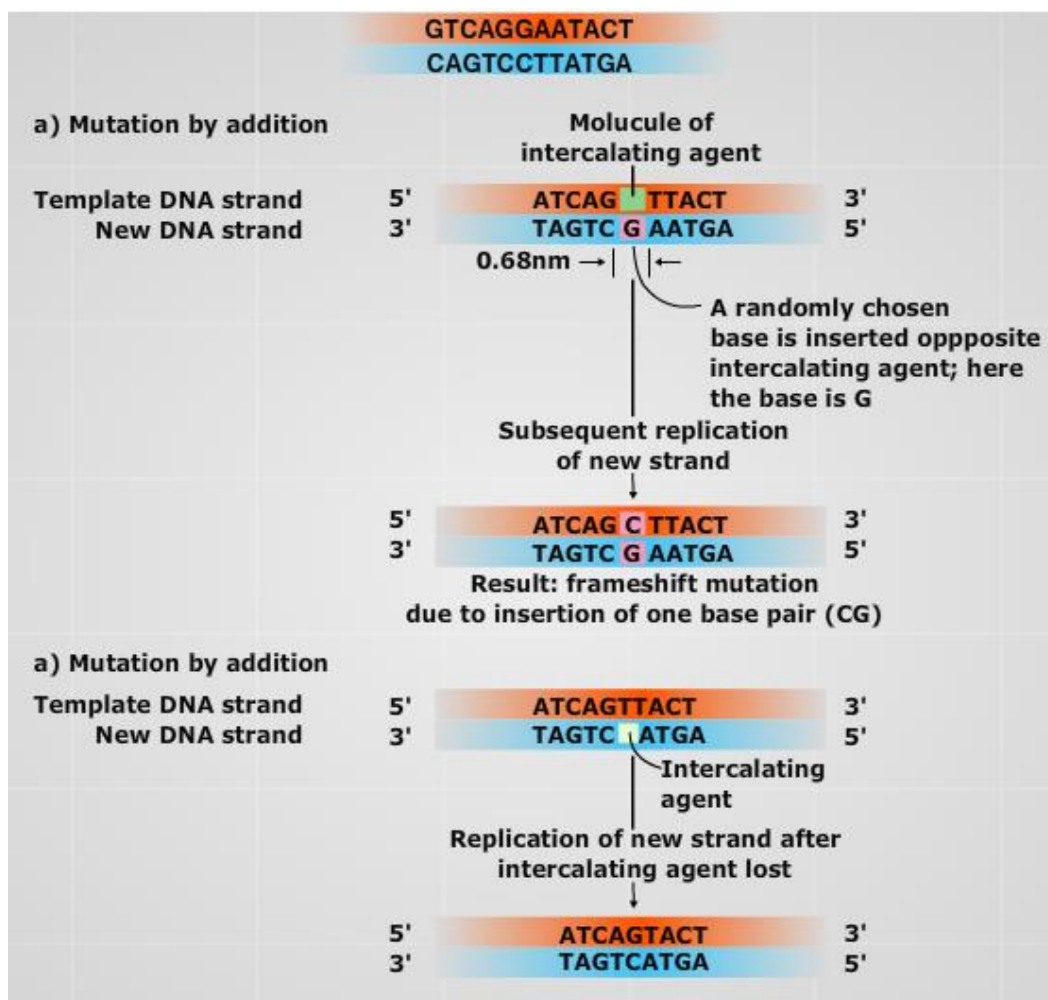 GTCAGGAATACT
CAGTCCTTATGA
a) Mutation by addition
Molucule of
intercalating agent
Template DNA strand 5' ATCAG TTACT 3'
New DNA strand 3' TAGTC G AATGA 5'
0.68nm
A randomly chosen
base is inserted oppposite
intercalating agent; here
the base is G
Subsequent replication
of new strand
5' ATCAG C TTACT 3'
3' TAGTC G AATGA 5'
Result: frameshift mutation
due to insertion of one base pair (CG)
a) Mutation by addition
Template DNA strand 5' ATCAGTTACT 3'
New DNA strand 3' TAGTC ATGA 5'
Intercalating
agent
Replication of new strand after
intercalating agent lost
5' ATCAGTACT 3'
3' TAGTCATGA 5'